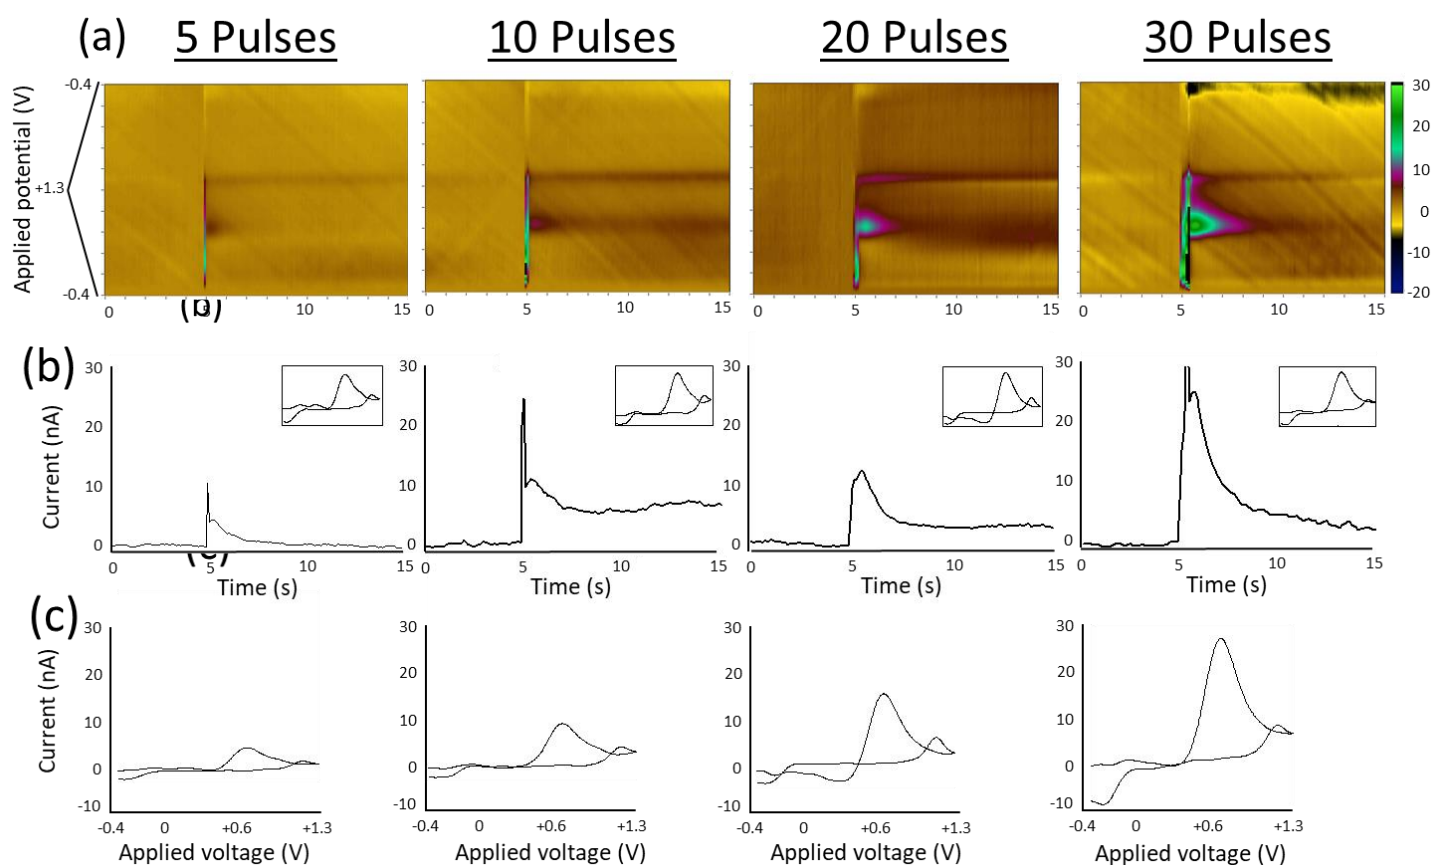 (a) 5 Pulses 10 Pulses 20 Pulses 30 Pulses
Applied potential (V)
-0.4
+1.3
-0.4
30
20
10
0
-10
-20
0 5 10 15 0 5 10 15 0 5 10 15 0 5 10 15
(b)
(b)
Current (nA)
30 30 30 30
20 20 20 20
10 10 10 10
0 0 0 0
0 5 10 15 0 5 10 15 0 5 10 15 0 5 10 15
(c)
Time (s) Time (s) Time (s) Time (s)
(c)
Current (nA)
30 30 30 30
20 20 20 20
10 10 10 10
0 0 0 0
-10 -10 -10 -10
-0.4 0 +0.6 +1.3 -0.4 0 +0.6 +1.3 -0.4 0 +0.6 +1.3 -0.4 0 +0.6 +1.3
Applied voltage (V) Applied voltage (V) Applied voltage (V) Applied voltage (V)